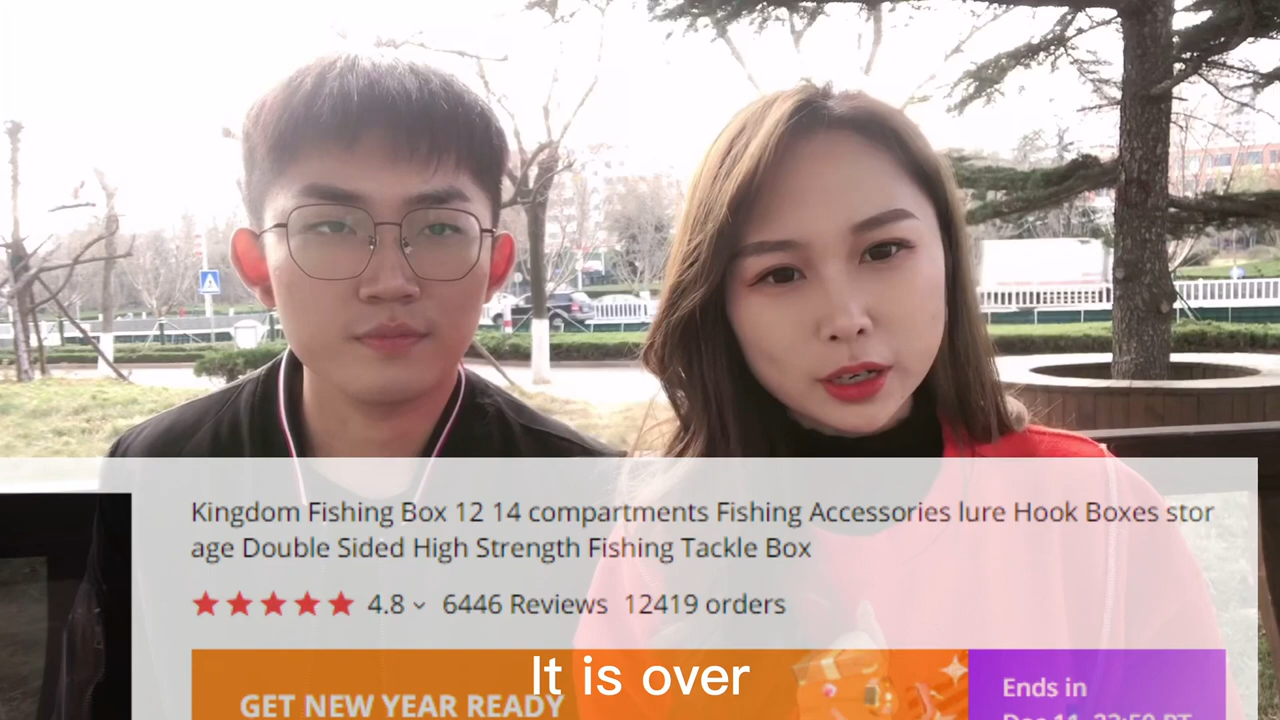 Kingdom Fishing Box 12 14 compartments Fishing Accessories lure Hook Boxes stor
age Double Sided High Strength Fishing Tackle Box
4.8 6446 Reviews 12419 orders
It is over
GET NEW YEAR READY
Ends in